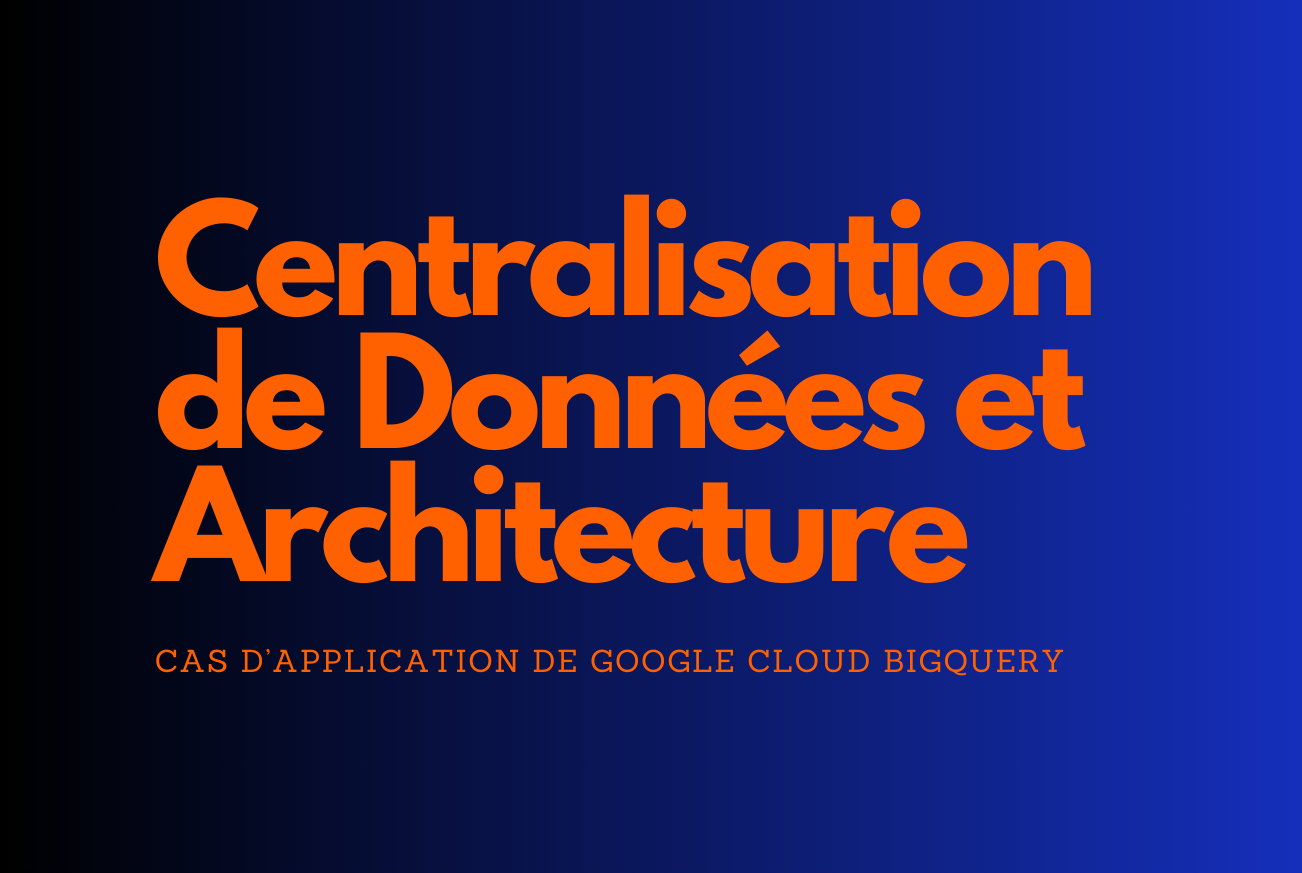 Centralisation
de Données et
Architecture
CAS D'APPLICATION DE GOOGLE CLOUD BIGQUERY